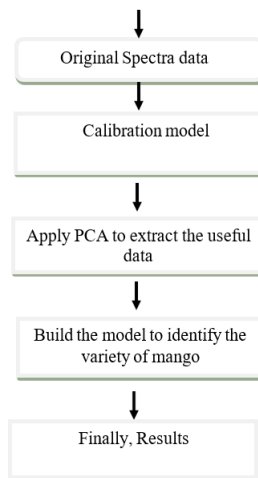 Original Spectra data
Calibration model
Apply PCA to extract the useful
data
Build the model to identify the
variety of mango
Finally, Results